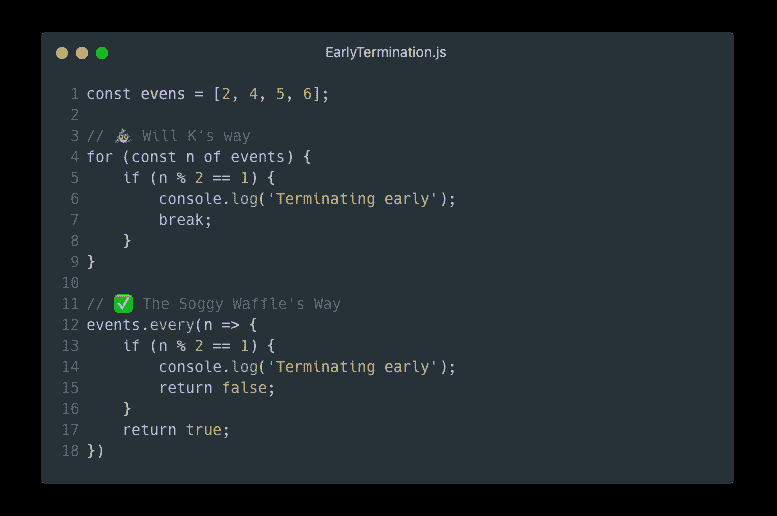 EarlyTermination.js
1 const evens = [2, 4, 5, 6];
2
3 // 🧙‍♂️ Will K's way
4 for (const n of events) {
5     if (n % 2 == 1) {
6         console.log('Terminating early');
7         break;
8     }
9 }
10
11 // ✅ The Soggy Waffle's Way
12 events.every(n => {
13     if (n % 2 == 1) {
14         console.log('Terminating early');
15         return false;
16     }
17     return true;
18 })